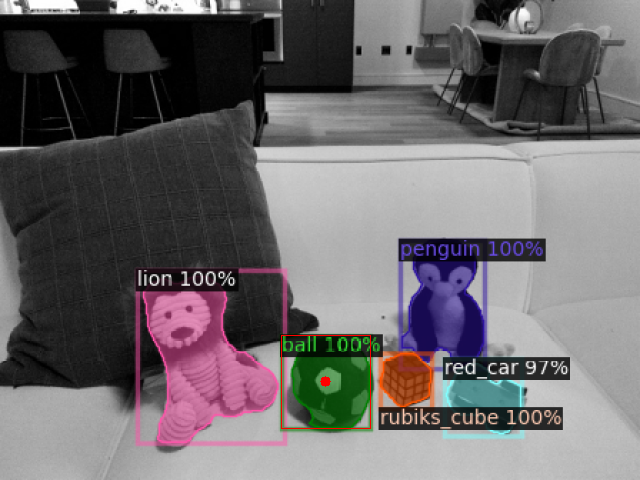 penguin 100%
lion 100%
ball 100%
red_car 97%
rubiks_cube 100%